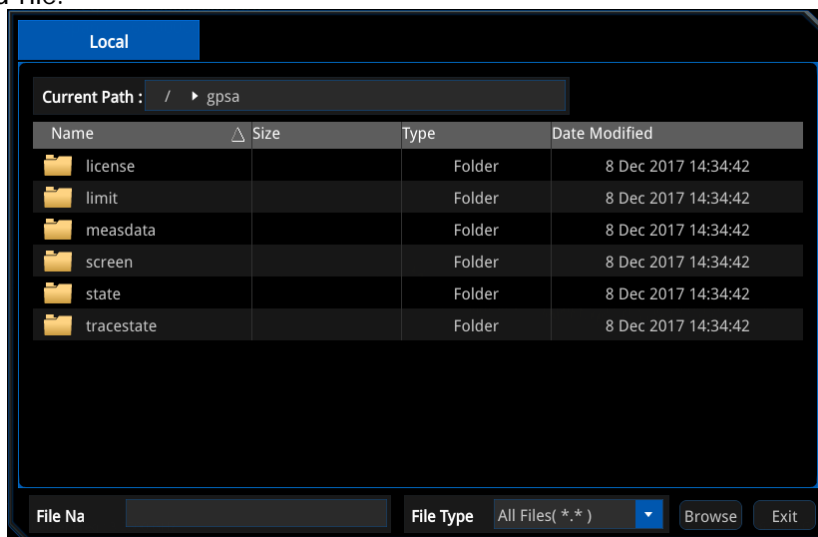 Local
Current Path : / gpsa
Name Size Type Date Modified
license Folder 8 Dec 2017 14:34:42
limit Folder 8 Dec 2017 14:34:42
measdata Folder 8 Dec 2017 14:34:42
screen Folder 8 Dec 2017 14:34:42
state Folder 8 Dec 2017 14:34:42
tracestate Folder 8 Dec 2017 14:34:42
File Na File Type All Files( *.* ) Browse Exit